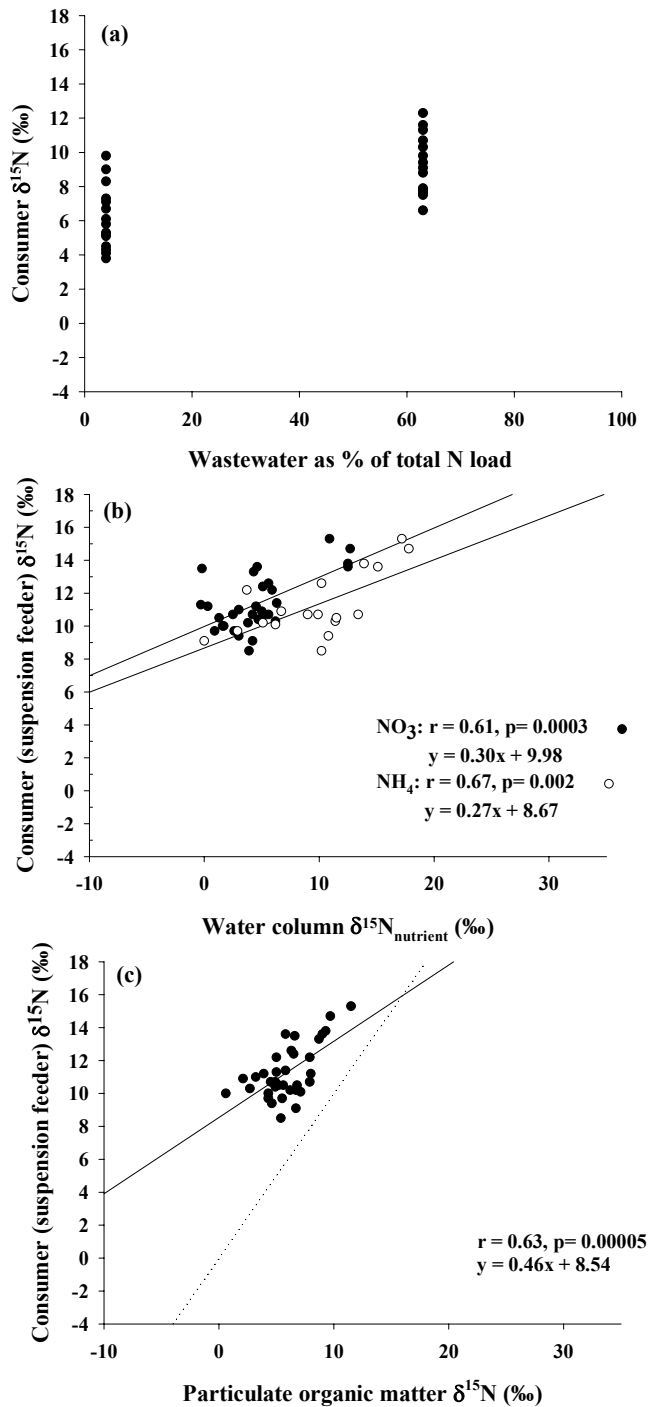 (a)
Consumer δ¹⁵N (‰)
18
16
14
12
10
8
6
4
2
0
-2
-4
0 20 40 60 80 100
Wastewater as % of total N load
(b)
Consumer (suspension feeder) δ¹⁵N (‰)
18
16
14
12
10
8
6
4
2
0
-2
-4
NO₃: r = 0.61, p= 0.0003
y = 0.30x + 9.98
NH₄: r = 0.67, p= 0.002
y = 0.27x + 8.67
-10 0 10 20 30
Water column δ¹⁵Nnutrient (‰)
(c)
Consumer (suspension feeder) δ¹⁵N (‰)
18
16
14
12
10
8
6
4
2
0
-2
-4
r = 0.63, p= 0.00005
y = 0.46x + 8.54
-10 0 10 20 30
Particulate organic matter δ¹⁵N (‰)